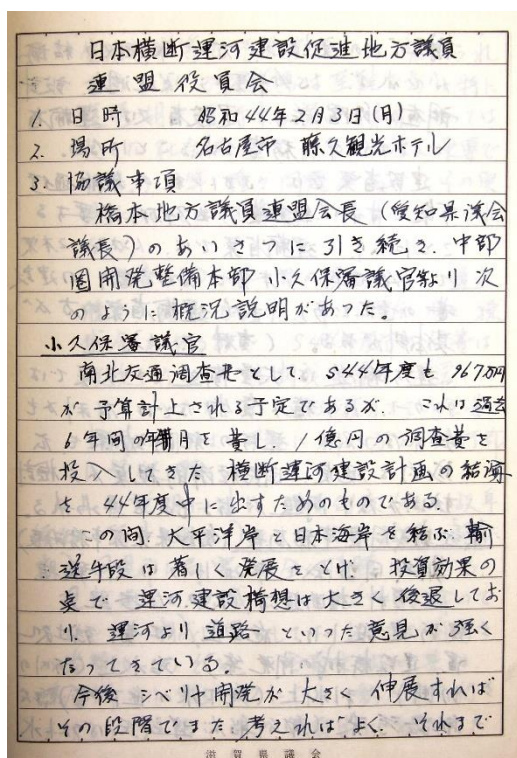 日本横断運河建設促進地方議員
連盟役員会
1. 日時 昭和44年2月3日(月)
2. 場所 名古屋市 藤久観光ホテル
3. 協議事項
橋本地方議員連盟会長(愛知県議会
議長)のあいさつに引き続き、中部
圏開発整備本部 小久保審議官より 次
のように概況説明があった。
小久保審議官
南北交通調査費として、S44年度も 967万円
が予算計上される予定であるが、これは過去
6年間の年月を費し、1億円の調査費を
投入してきた 横断運河建設計画の結論
を44年度中に出すためのものである。
この間、太平洋岸と日本海岸を結ぶ輸
送手段は著しく発展をとげ、投資効果の
点で 運河建設構想は大きく後退してお
り、運河より道路といった意見が強く
なってきている。
今後シベリヤ開発が大きく伸展すれば
その段階でまた考えればよく、それまで
滋賀県議会